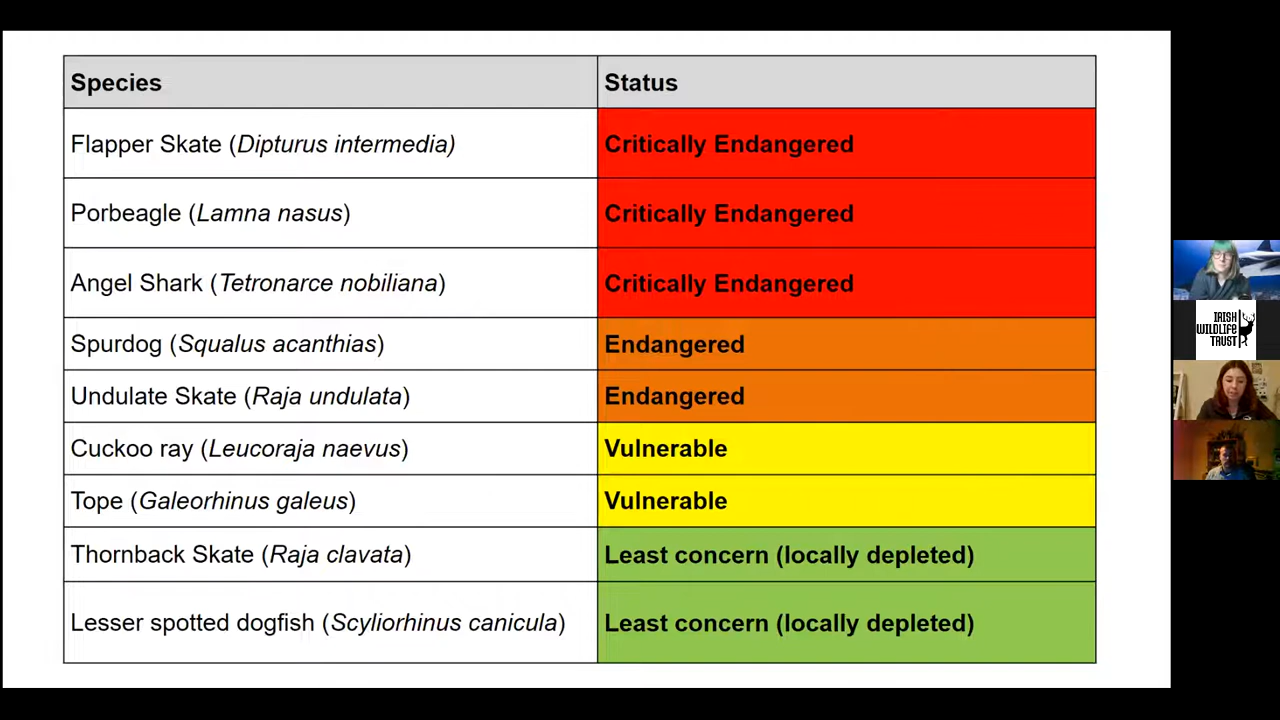 Species Status
Flapper Skate (Dipturus intermedia) Critically Endangered
Porbeagle (Lamna nasus) Critically Endangered
Angel Shark (Tetronarce nobiliana) Critically Endangered
Spurdog (Squalus acanthias) Endangered
Undulate Skate (Raja undulata) Endangered
Cuckoo ray (Leucoraja naevus) Vulnerable
Tope (Galeorhinus galeus) Vulnerable
Thornback Skate (Raja clavata) Least concern (locally depleted)
Lesser spotted dogfish (Scyliorhinus canicula) Least concern (locally depleted)
IRISH
WILDLIFE
TRUST